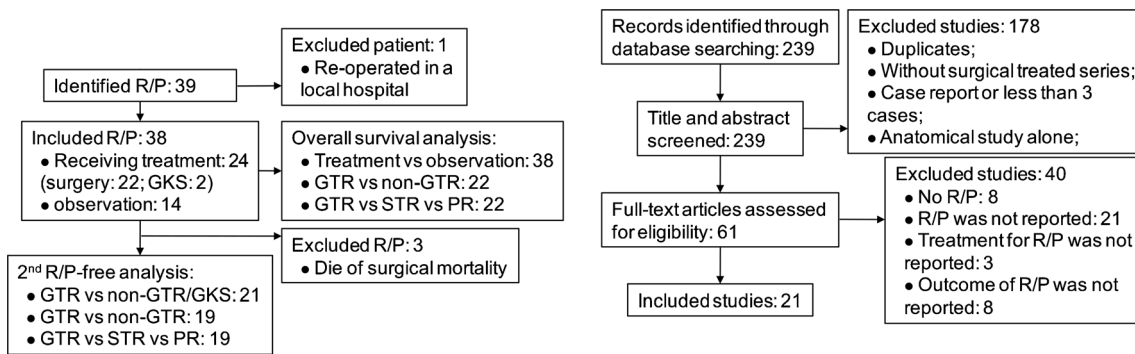 Identified R/P: 39
Excluded patient: 1
● Re-operated in a
local hospital
Included R/P: 38
● Receiving treatment: 24
(surgery: 22; GKS: 2)
● observation: 14
Overall survival analysis:
● Treatment vs observation: 38
● GTR vs non-GTR: 22
● GTR vs STR vs PR: 22
Excluded R/P: 3
● Die of surgical mortality
2nd R/P-free analysis:
● GTR vs non-GTR/GKS: 21
● GTR vs non-GTR: 19
● GTR vs STR vs PR: 19
Records identified through
database searching: 239
Excluded studies: 178
● Duplicates;
● Without surgical treated series;
● Case report or less than 3
cases;
● Anatomical study alone;
Title and abstract
screened: 239
Full-text articles assessed
for eligibility: 61
Excluded studies: 40
● No R/P: 8
● R/P was not reported: 21
● Treatment for R/P was not
reported: 3
● Outcome of R/P was not
reported: 8
Included studies: 21